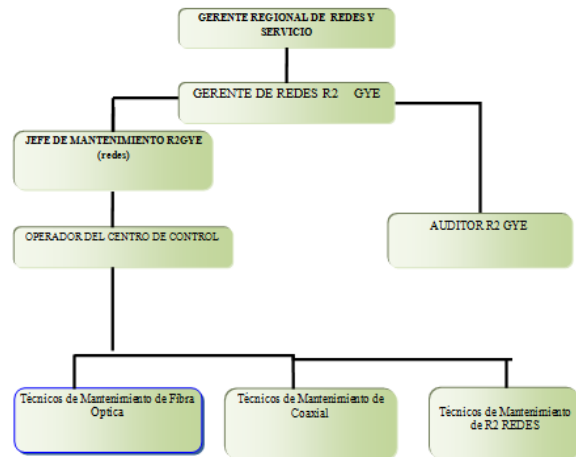 GERENTE REGIONAL DE REDES Y
SERVICIO
GERENTE DE REDES R2 GYE
JEFE DE MANTENIMIENTO R2GYE
(redes)
OPERADOR DEL CENTRO DE CONTROL
AUDITOR R2 GYE
Técnicos de Mantenimiento de Fibra
Optica
Técnicos de Mantenimiento de
Coaxial
Técnicos de Mantenimiento
de R2 REDES